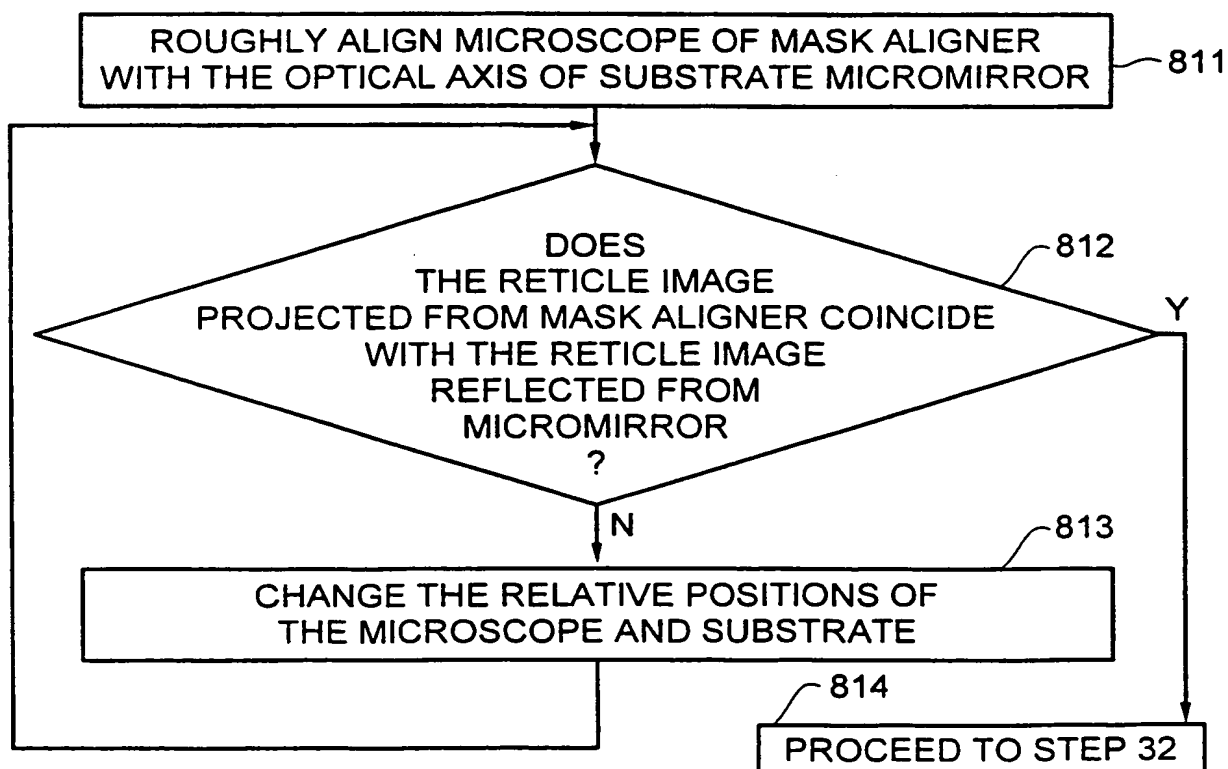 ROUGHLY ALIGN MICROSCOPE OF MASK ALIGNER
WITH THE OPTICAL AXIS OF SUBSTRATE MICROMIRROR
811
DOES
THE RETICLE IMAGE
PROJECTED FROM MASK ALIGNER COINCIDE
WITH THE RETICLE IMAGE
REFLECTED FROM
MICROMIRROR
?
812
Y
N
813
CHANGE THE RELATIVE POSITIONS OF
THE MICROSCOPE AND SUBSTRATE
814
PROCEED TO STEP 32